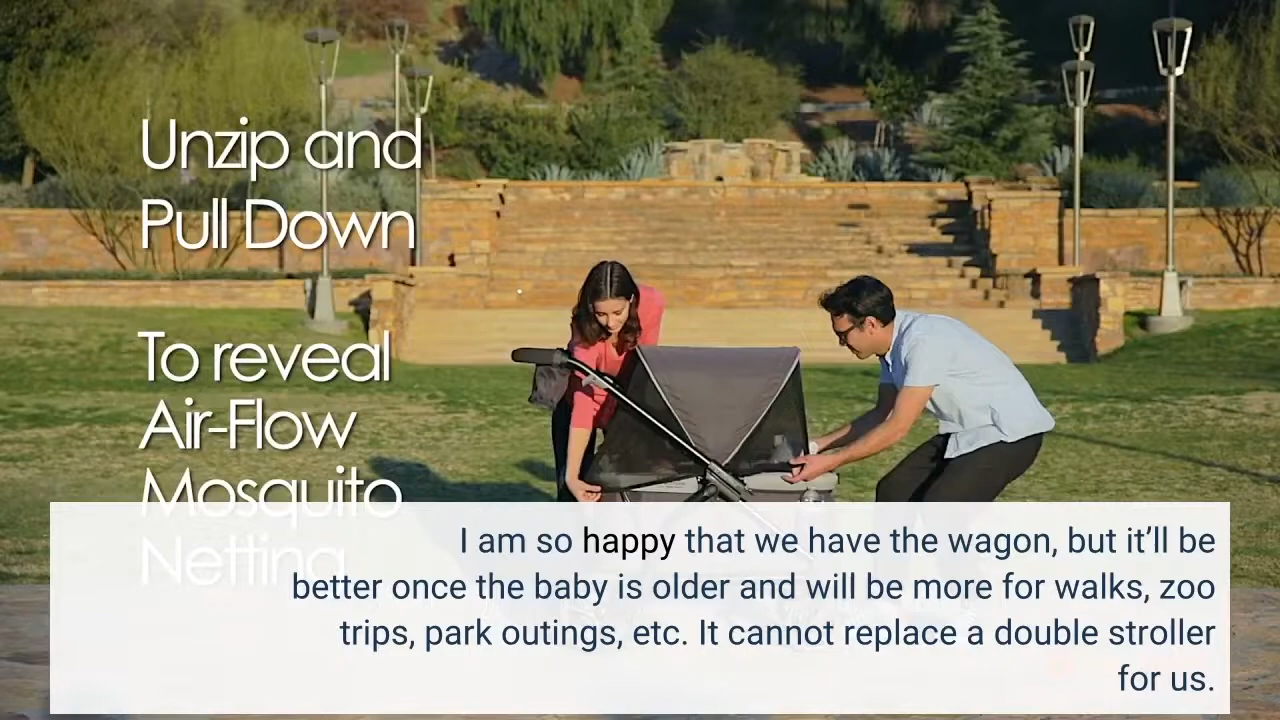 Unzip and
Pull Down
To reveal
Air-Flow
Mosquito
Netting
I am so happy that we have the wagon, but it’ll be
better once the baby is older and will be more for walks, zoo
trips, park outings, etc. It cannot replace a double stroller
for us.